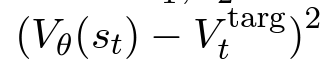 (V_θ(s_t) − V_t^targ)^2